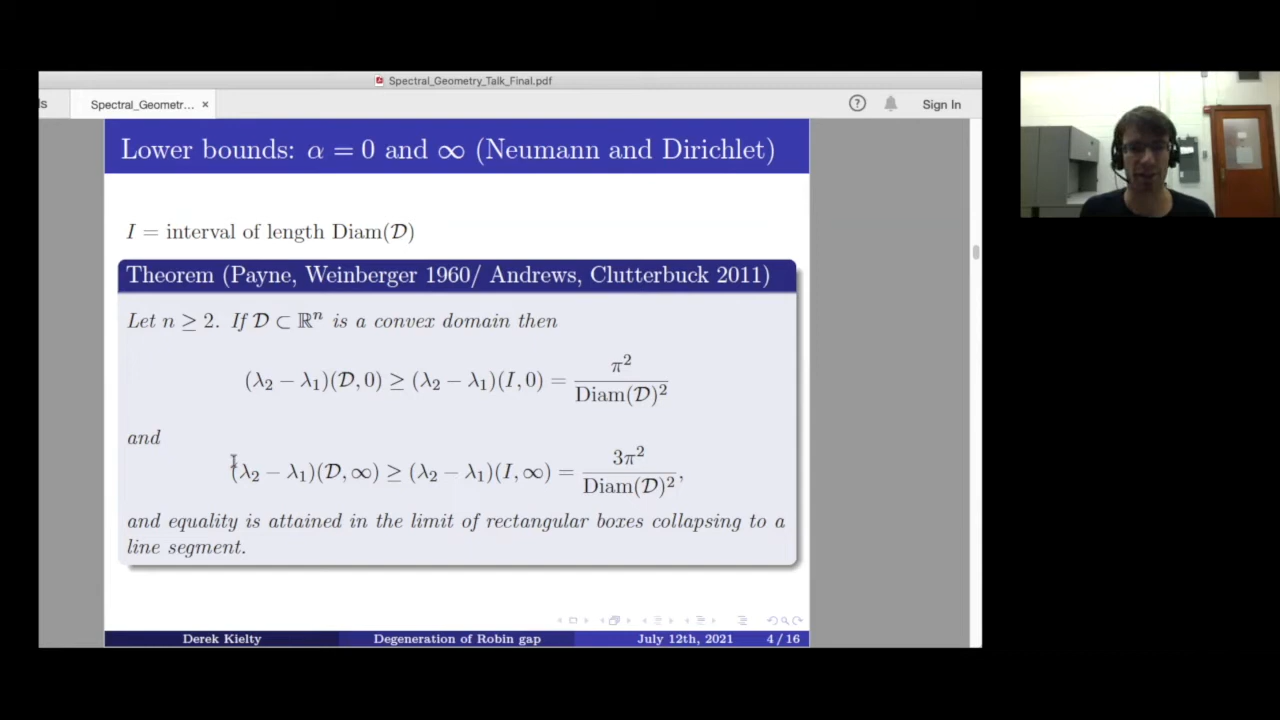 Spectral_Geometry_Talk_Final.pdf
ls
Spectral_Geometr... ×
? Sign In
Lower bounds: α = 0 and ∞ (Neumann and Dirichlet)
I = interval of length Diam(𝒟)
Theorem (Payne, Weinberger 1960/ Andrews, Clutterbuck 2011)
Let n ≥ 2. If 𝒟 ⊂ ℝⁿ is a convex domain then
(λ₂ − λ₁)(𝒟, 0) ≥ (λ₂ − λ₁)(I, 0) = π² / Diam(𝒟)²
and
(λ₂ − λ₁)(𝒟, ∞) ≥ (λ₂ − λ₁)(I, ∞) = 3π² / Diam(𝒟)²,
and equality is attained in the limit of rectangular boxes collapsing to a
line segment.
Derek Kielty Degeneration of Robin gap July 12th, 2021 4 / 16